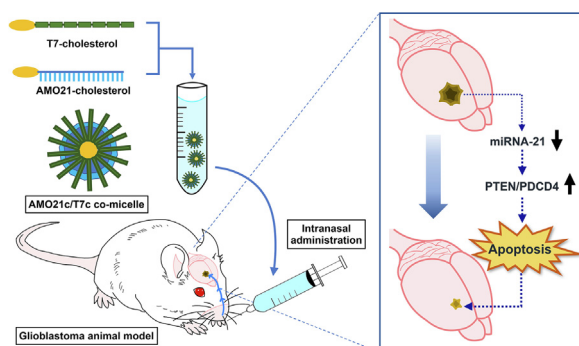 T7-cholesterol
AMO21-cholesterol
AMO21c/T7c co-micelle
Intranasal
administration
Glioblastoma animal model
miRNA-21
PTEN/PDCD4
Apoptosis